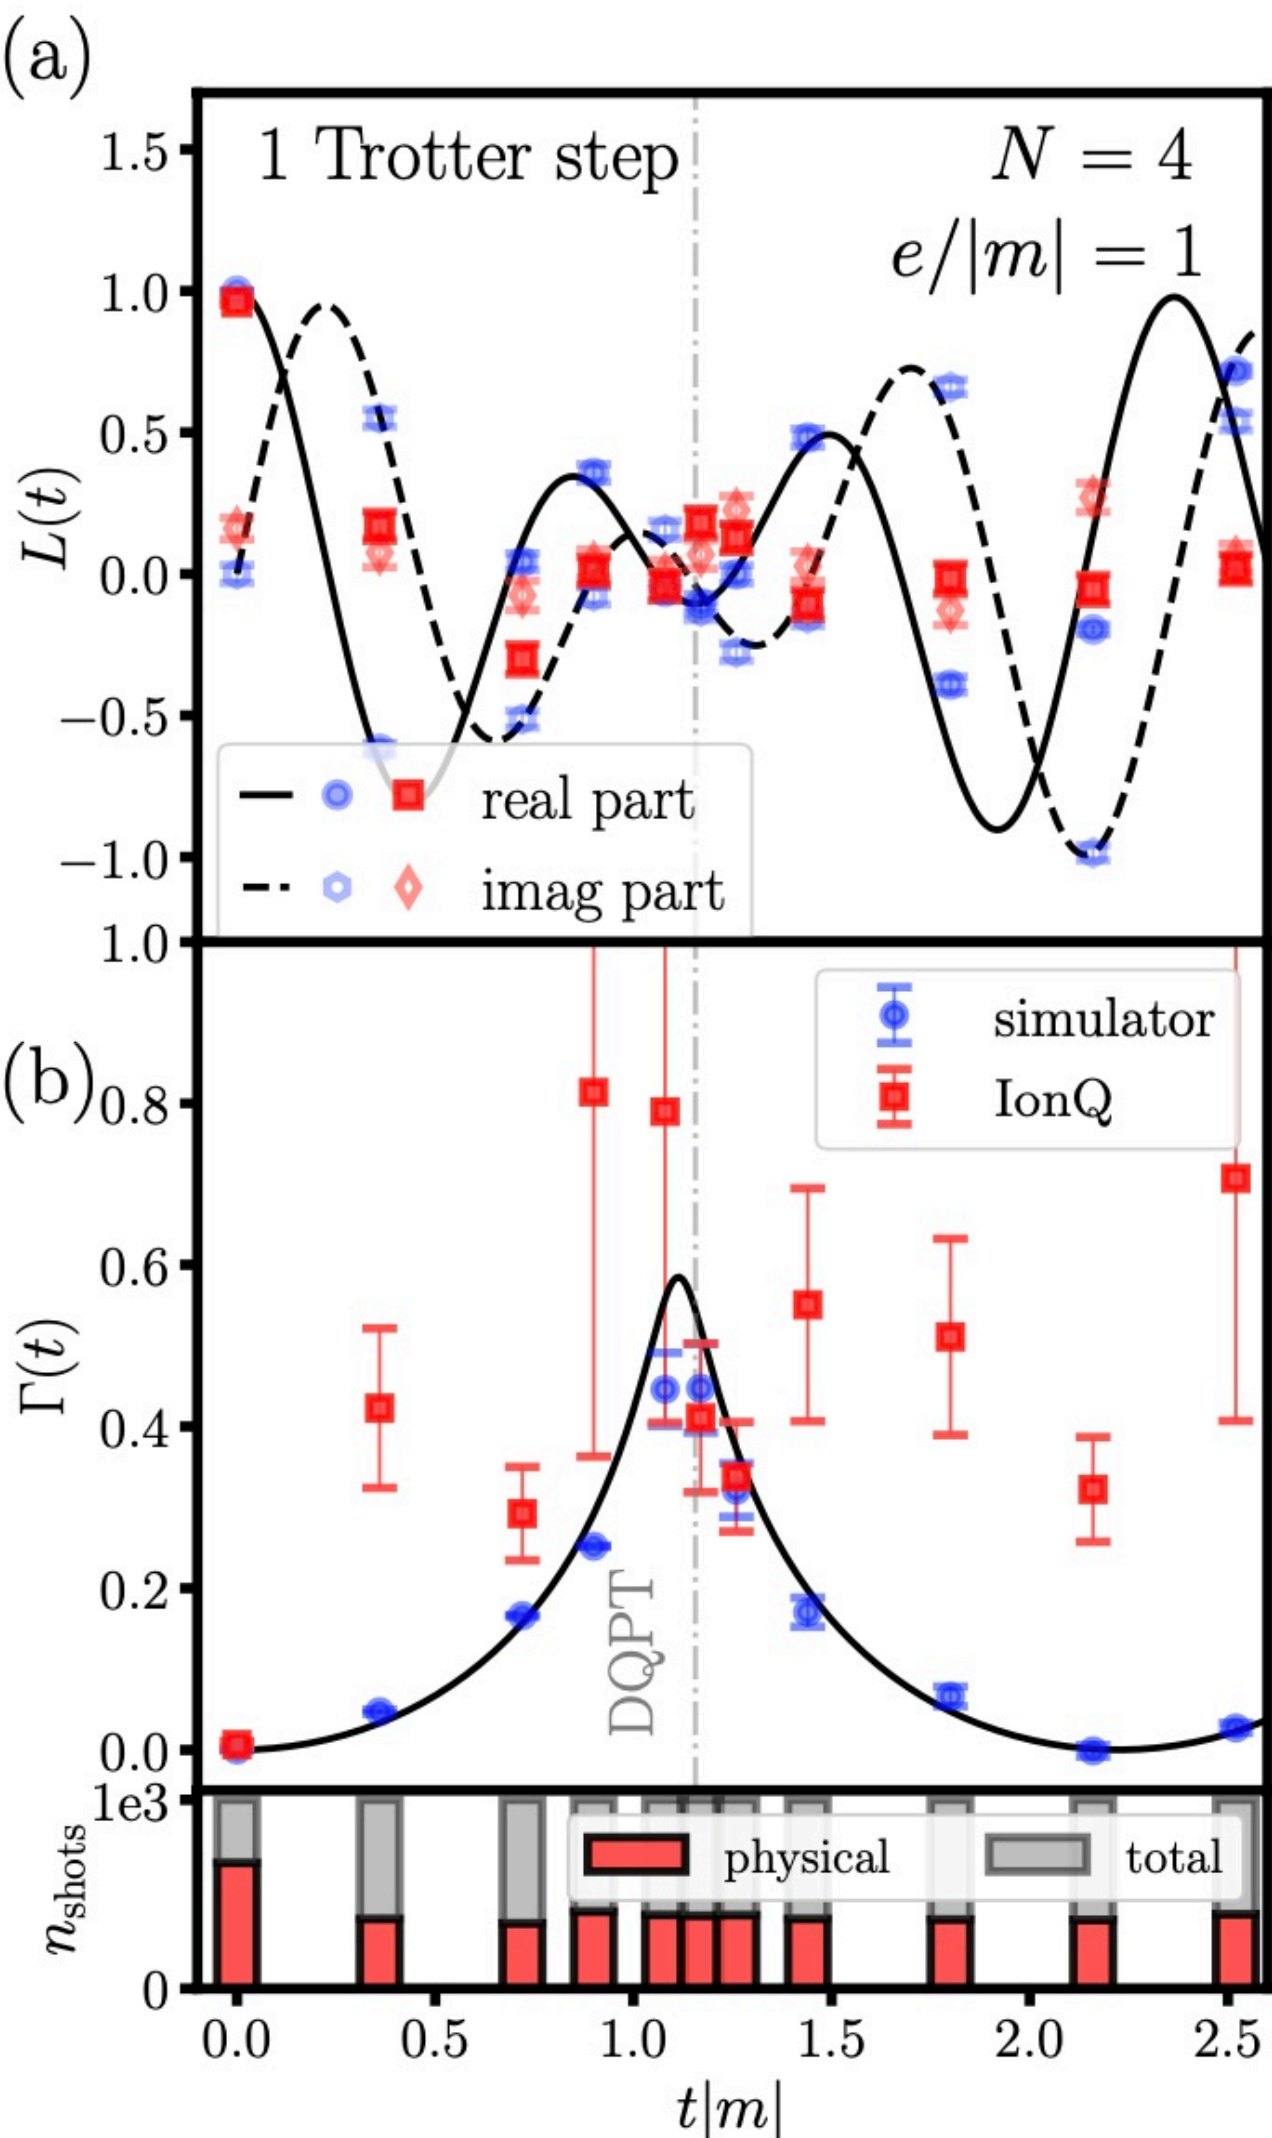 (a)
1 Trotter step
N = 4
e/|m| = 1
1.5
1.0
0.5
0.0
−0.5
−1.0
L(t)
real part
imag part
(b)
1.0
0.8
0.6
0.4
0.2
0.0
Γ(t)
simulator
IonQ
DQPT
1e3
0
n_shots
physical
total
0.0 0.5 1.0 1.5 2.0 2.5
t|m|